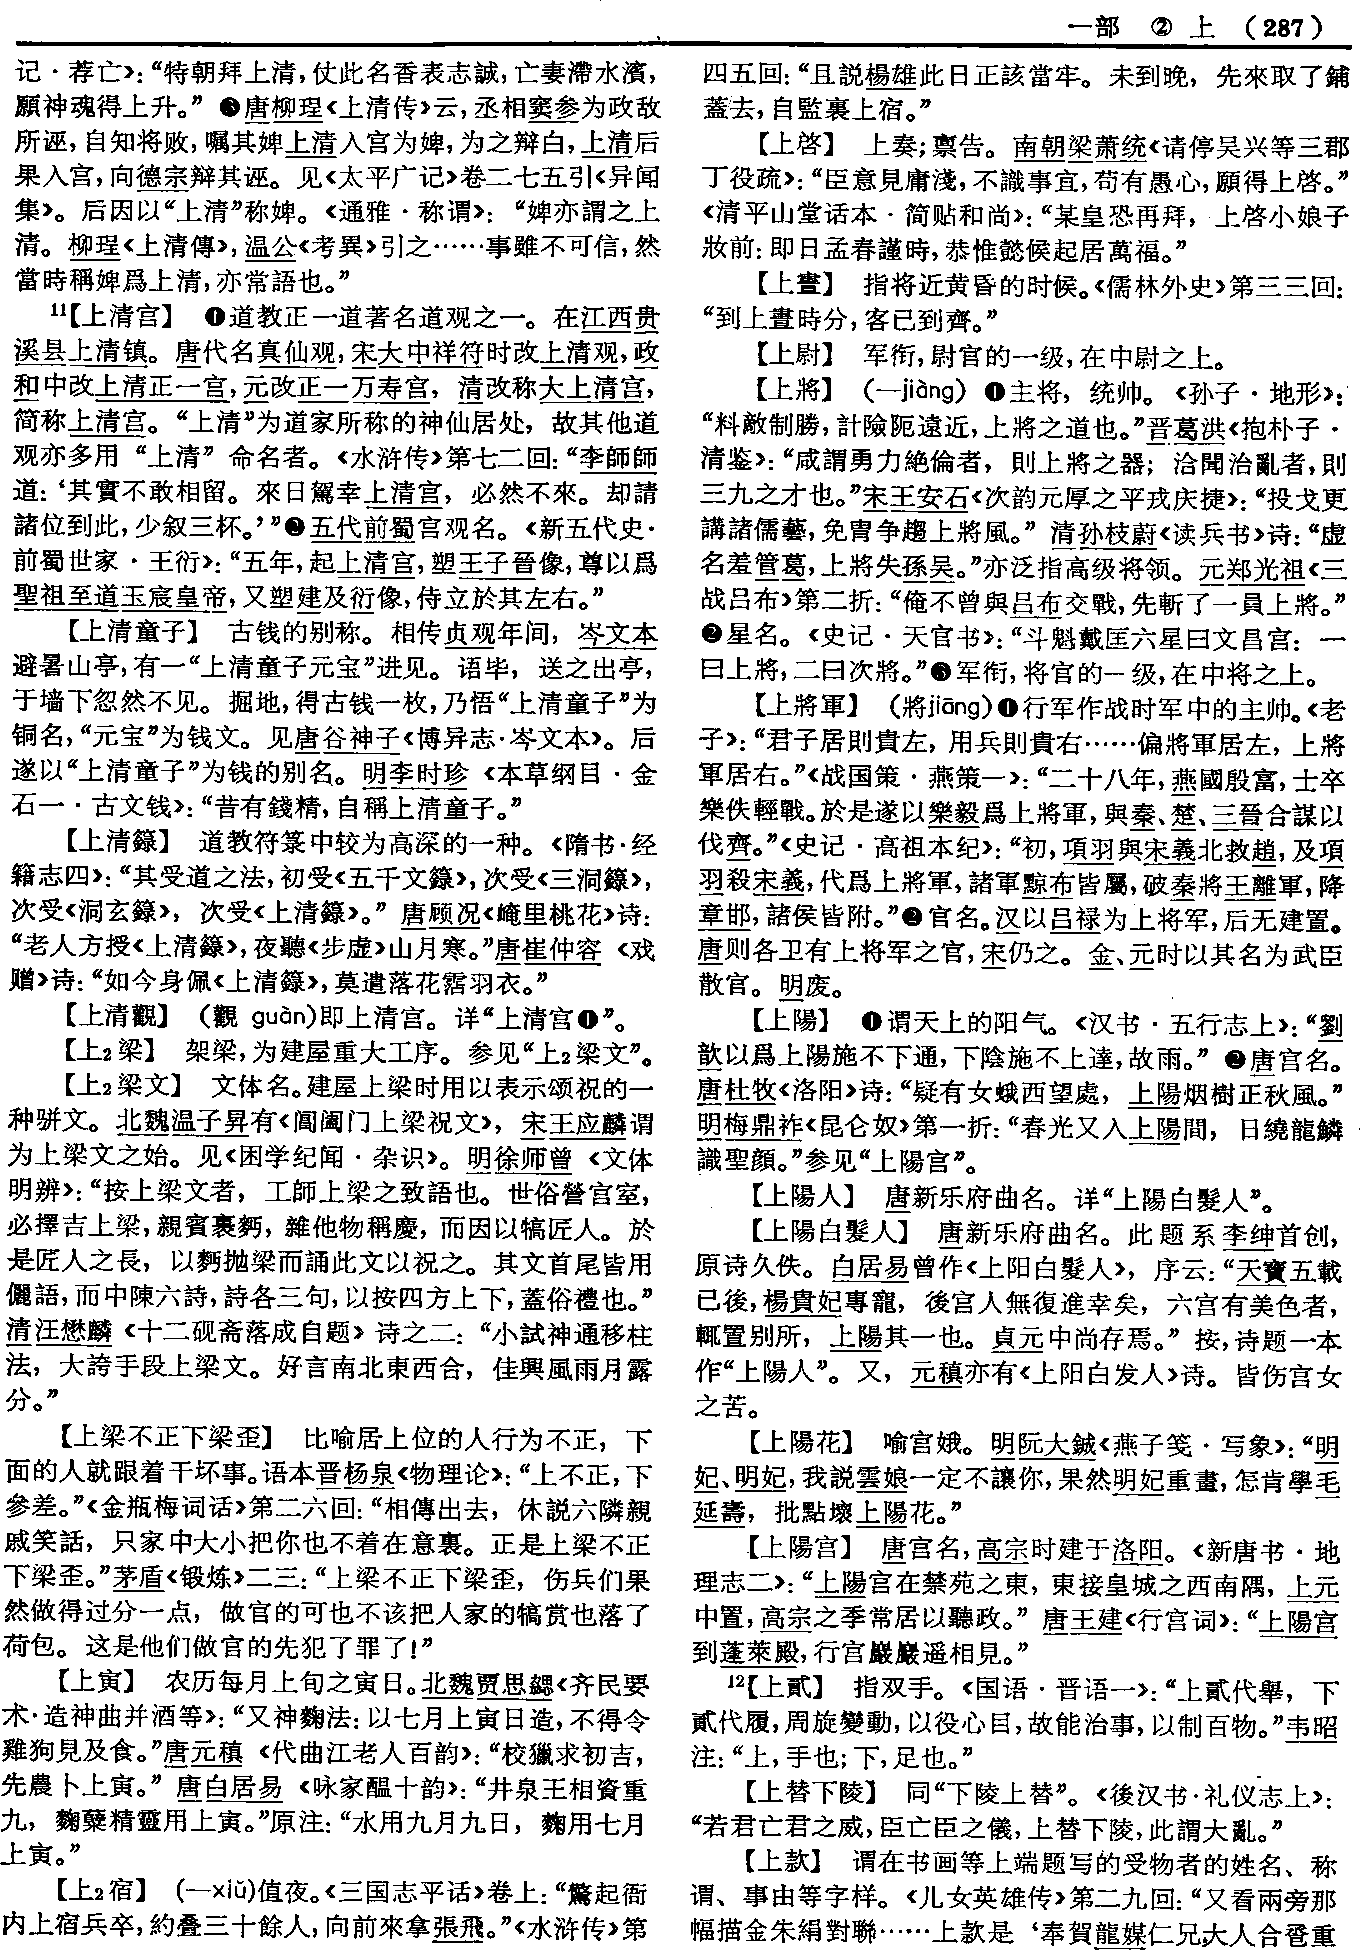 一部 ② 上 (287)
记·荐亡》：“特朝拜上清，仗此名香表志誠，亡妻滯水濱，
願神魂得上升。” ❸唐柳珵《上清传》云，丞相窦参为政敌
所诬，自知将败，嘱其婢上清入宫为婢，为之辩白，上清后
果入宫，向德宗辩其诬。见《太平广记》卷二七五引《异闻
集》。后因以“上清”称婢。《通雅·称谓》：“婢亦謂之上
清。柳珵《上清傳》，温公《考異》引之……事雖不可信，然
當時稱婢爲上清，亦常語也。”
11【上清宫】 ❶道教正一道著名道观之一。在江西贵
溪县上清镇。唐代名真仙观，宋大中祥符时改上清观，政
和中改上清正一宫，元改正一万寿宫，清改称大上清宫，
简称上清宫。“上清”为道家所称的神仙居处，故其他道
观亦多用“上清”命名者。《水浒传》第七二回：“李師師
道：‘其實不敢相留。來日駕幸上清宫，必然不來。却請
諸位到此，少叙三杯。’”❷五代前蜀宫观名。《新五代史·
前蜀世家·王衍》：“五年，起上清宫，塑王子晉像，尊以爲
聖祖至道玉宸皇帝，又塑建及衍像，侍立於其左右。”
【上清童子】 古钱的别称。相传贞观年间，岑文本
避暑山亭，有一“上清童子元宝”进见。语毕，送之出亭，
于墙下忽然不见。掘地，得古钱一枚，乃悟“上清童子”为
铜名，“元宝”为钱文。见唐谷神子《博异志·岑文本》。后
遂以“上清童子”为钱的别名。明李时珍《本草纲目·金
石一·古文钱》：“昔有錢精，自稱上清童子。”
【上清籙】 道教符箓中较为高深的一种。《隋书·经
籍志四》：“其受道之法，初受《五千文籙》，次受《三洞籙》，
次受《洞玄籙》，次受《上清籙》。”唐顾况《崦里桃花》诗：
“老人方授《上清籙》，夜聽《步虚》山月寒。”唐崔仲容《戏
赠》诗：“如今身佩《上清籙》，莫遣落花霑羽衣。”
【上清觀】 (觀 guàn)即上清宫。详“上清宫❶”。
【上2梁】 架梁，为建屋重大工序。参见“上2梁文”。
【上2梁文】 文体名。建屋上梁时用以表示颂祝的一
种骈文。北魏温子昇有《閶阖门上梁祝文》，宋王应麟谓
为上梁文之始。见《困学纪闻·杂识》。明徐师曾《文体
明辨》：“按上梁文者，工師上梁之致語也。世俗營宫室，
必擇吉上梁，親賓裹麪，雜他物稱慶，而因以犒匠人。於
是匠人之長，以麪拋梁而誦此文以祝之。其文首尾皆用
儷語，而中陳六詩，詩各三句，以按四方上下，蓋俗禮也。”
清汪懋麟《十二砚斋落成自题》诗之二：“小試神通移柱
法，大誇手段上梁文。好言南北東西合，佳興風雨月露
分。”
【上梁不正下梁歪】 比喻居上位的人行为不正，下
面的人就跟着干坏事。语本晋杨泉《物理论》：“上不正，下
參差。”《金瓶梅词话》第二六回：“相傳出去，休説六隣親
戚笑話，只家中大小把你也不着在意裏。正是上梁不正
下梁歪。”茅盾《锻炼》二三：“上梁不正下梁歪，伤兵们果
然做得过分一点，做官的可也不该把人家的犒赏也落了
荷包。这是他们做官的先犯了罪了！”
【上寅】 农历每月上旬之寅日。北魏贾思勰《齐民要
术·造神曲并酒等》：“又神麴法：以七月上寅日造，不得令
雞狗見及食。”唐元稹《代曲江老人百韵》：“校獵求初吉，
先農卜上寅。”唐白居易《咏家醖十韵》：“井泉王相資重
九，麴糵精靈用上寅。”原注：“水用九月九日，麴用七月
上寅。”
【上2宿】 (—xiǔ)值夜。《三国志平话》卷上：“驚起衙
内上宿兵卒，約叠三十餘人，向前來拿張飛。”《水浒传》第
四五回：“且説楊雄此日正該當牢。未到晚，先來取了鋪
蓋去，自監裏上宿。”
【上啓】 上奏；禀告。南朝梁萧统《请停吴兴等三郡
丁役疏》：“臣意見庸淺，不識事宜，苟有愚心，願得上啓。”
《清平山堂话本·简贴和尚》：“某皇恐再拜，上啓小娘子
妝前：即日孟春謹時，恭惟懿候起居萬福。”
【上晝】 指将近黄昏的时候。《儒林外史》第三三回：
“到上晝時分，客已到齊。”
【上尉】 军衔，尉官的一级，在中尉之上。
【上將】 (—jiàng) ❶主将，统帅。《孙子·地形》：
“料敵制勝，計險阨遠近，上將之道也。”晋葛洪《抱朴子·
清鉴》：“咸謂勇力絶倫者，則上將之器；洽聞治亂者，則
三九之才也。”宋王安石《次韵元厚之平戎庆捷》：“投戈更
講諸儒藝，免胄争趨上將風。”清孙枝蔚《读兵书》诗：“虚
名羞管葛，上將失孫吴。”亦泛指高级将领。元郑光祖《三
战吕布》第二折：“俺不曾與吕布交戰，先斬了一員上將。”
❷星名。《史记·天官书》：“斗魁戴匡六星曰文昌宫：一
曰上將，二曰次將。”❸军衔，将官的一级，在中将之上。
【上將軍】 (將jiāng)❶行军作战时军中的主帅。《老
子》：“君子居則貴左，用兵則貴右……偏將軍居左，上將
軍居右。”《战国策·燕策一》：“二十八年，燕國殷富，士卒
樂佚輕戰。於是遂以樂毅爲上將軍，與秦、楚、三晉合謀以
伐齊。”《史记·高祖本纪》：“初，項羽與宋義北救趙，及項
羽殺宋義，代爲上將軍，諸軍黥布皆屬，破秦將王離軍，降
章邯，諸侯皆附。”❷官名。汉以吕禄为上将军，后无建置。
唐则各卫有上将军之官，宋仍之。金、元时以其名为武臣
散官。明废。
【上陽】 ❶谓天上的阳气。《汉书·五行志上》：“劉
歆以爲上陽施不下通，下陰施不上達，故雨。”❷唐宫名。
唐杜牧《洛阳》诗：“疑有女蛾西望處，上陽烟樹正秋風。”
明梅鼎祚《昆仑奴》第一折：“春光又入上陽間，日繞龍鱗
識聖顔。”参见“上陽宫”。
【上陽人】 唐新乐府曲名。详“上陽白髮人”。
【上陽白髮人】 唐新乐府曲名。此题系李绅首创，
原诗久佚。白居易曾作《上阳白髮人》，序云：“天寶五載
已後，楊貴妃專寵，後宫人無復進幸矣，六宫有美色者，
輒置别所，上陽其一也。貞元中尚存焉。”按，诗题一本
作“上陽人”。又，元稹亦有《上阳白发人》诗。皆伤宫女
之苦。
【上陽花】 喻宫娥。明阮大鋮《燕子笺·写象》：“明
妃、明妃，我説雲娘一定不讓你，果然明妃重畫，怎肯學毛
延壽，批點壞上陽花。”
【上陽宫】 唐宫名，高宗时建于洛阳。《新唐书·地
理志二》：“上陽宫在禁苑之東，東接皇城之西南隅，上元
中置，高宗之季常居以聽政。”唐王建《行宫词》：“上陽宫
到蓬萊殿，行宫巖巖遥相見。”
12【上貳】 指双手。《国语·晋语一》：“上貳代舉，下
貳代履，周旋變動，以役心目，故能治事，以制百物。”韦昭
注：“上，手也；下，足也。”
【上替下陵】 同“下陵上替”。《後汉书·礼仪志上》：
“若君亡君之威，臣亡臣之儀，上替下陵，此謂大亂。”
【上款】 谓在书画等上端题写的受物者的姓名、称
谓、事由等字样。《儿女英雄传》第二九回：“又看兩旁那
幅描金朱絹對聯……上款是‘奉賀龍媒仁兄大人合巹重